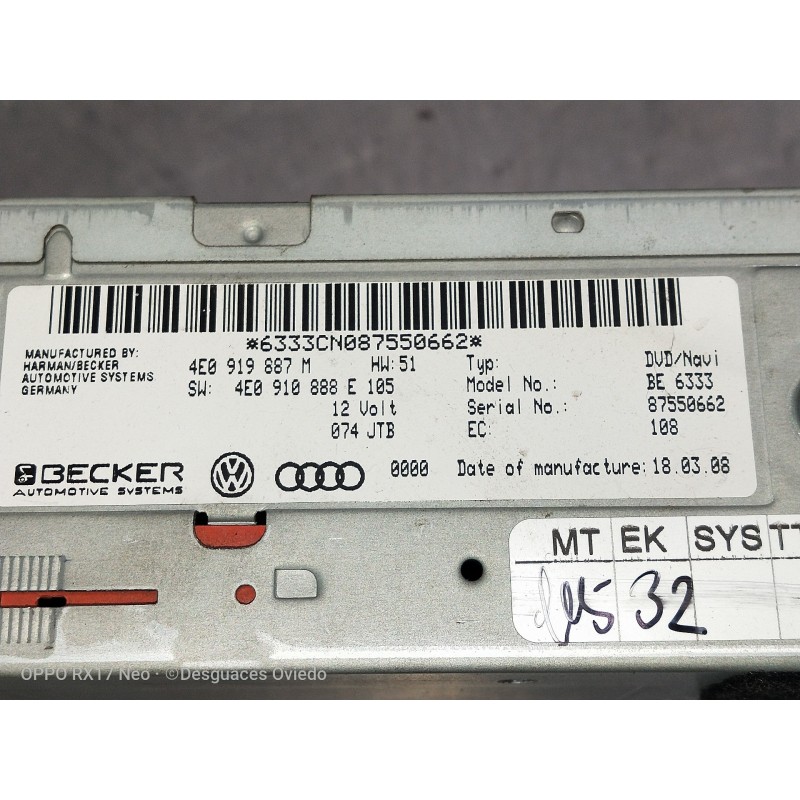 *6333CN087550662*
MANUFACTURED BY:
HARMAN/BECKER
AUTOMOTIVE SYSTEMS
GERMANY
4E0 919 887 M HW:51
SW: 4E0 910 888 E 105
12 Volt
074 JTB
Typ: DVD/Navi
Model No.: BE 6333
Serial No.: 87550662
EC: 108
BECKER
AUTOMOTIVE SYSTEMS
0000 Date of manufacture: 18.03.08
MT EK SYS TT
32
OPPO RX17 Neo · ©Desguaces Oviedo